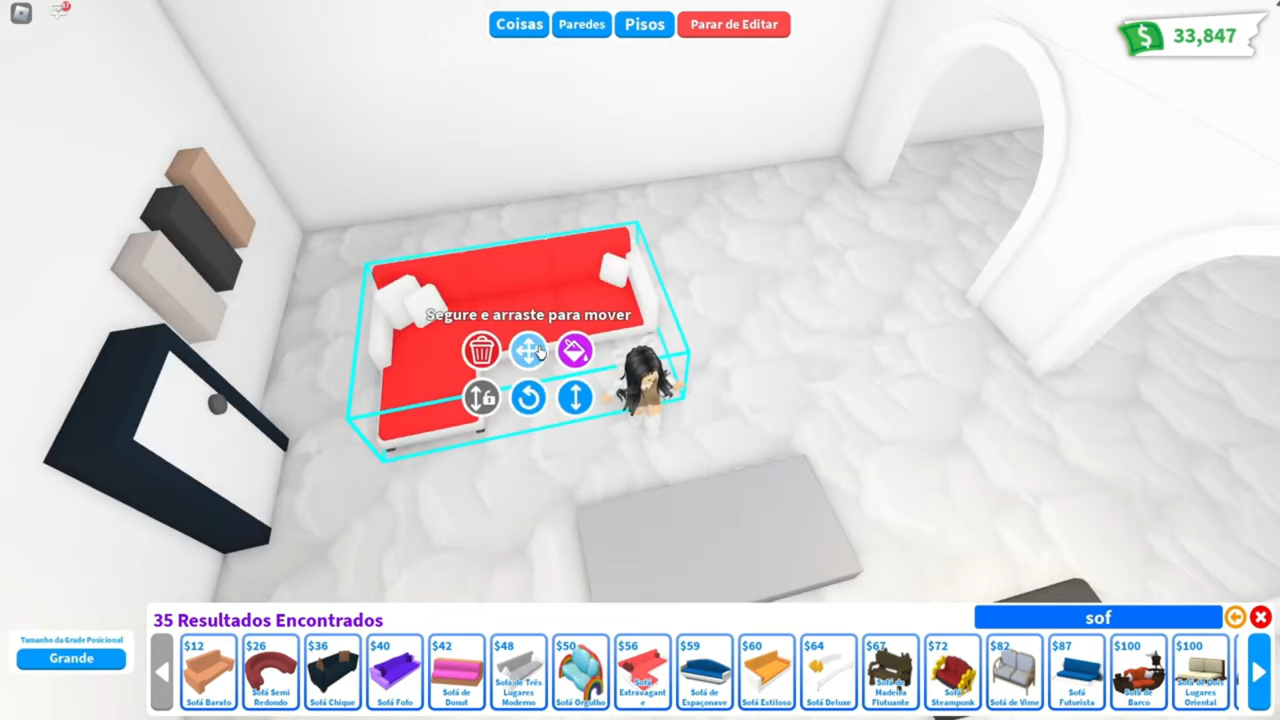 Coisas
Paredes
Pisos
Parar de Editar
$ 33,847
Segure e arraste para mover
35 Resultados Encontrados
sof
Tamanho da Grade Posicional
Grande
$12
Sofá Barato
$26
Sofá Semi
Redondo
$36
Sofá Chique
$40
Sofá Fofo
$42
Sofá de
Donut
$48
Sofá de Três
Lugares
Moderno
$50
Sofá Orgulho
$56
Sofá
Extravagant
e
$59
Sofá de
Espaçonave
$60
Sofá Estiloso
$64
Sofá Deluxe
$67
Sofá de
Madeira
Flutuante
$72
Sofá
Steampunk
$82
Sofá de Vime
$87
Sofá
Futurista
$100
Sofá de
Barco
$100
Sofá de Dois
Lugares
Oriental